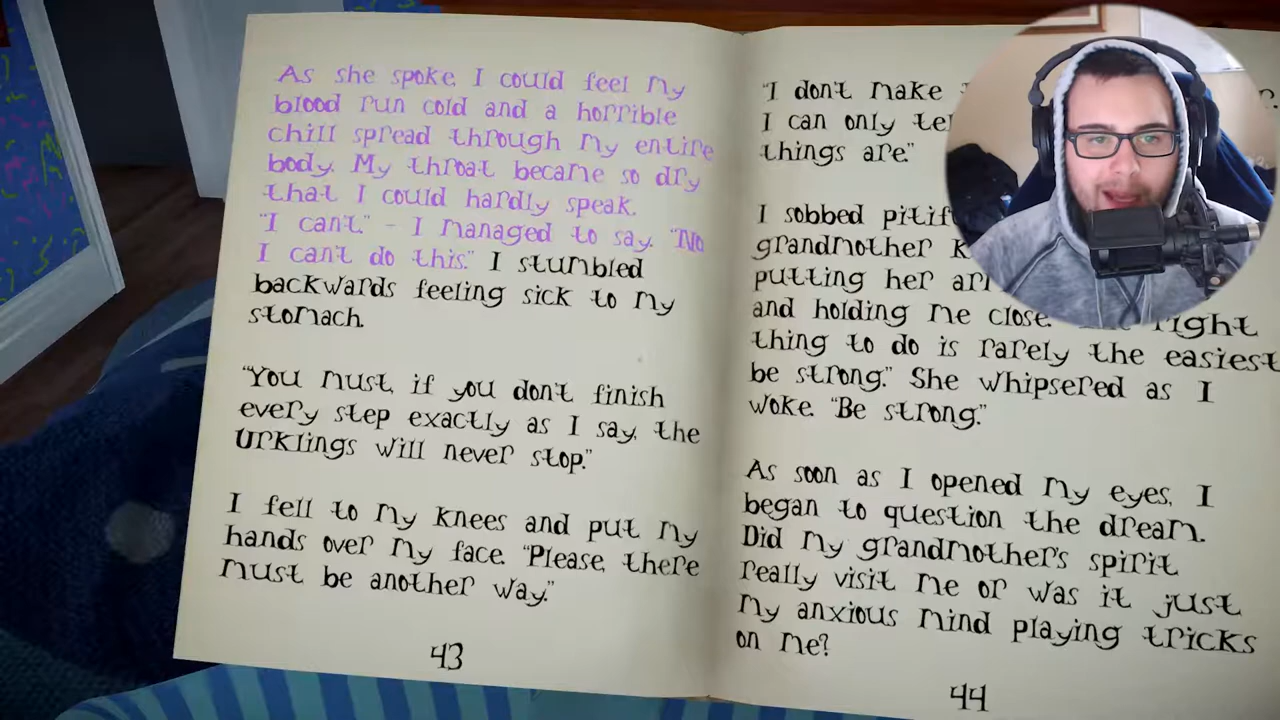 As she spoke, I could feel my
blood run cold and a horrible
chill spread through my entire
body. My throat became so dry
that I could hardly speak.
"I can't." - I managed to say. "No
I can't do this." I stumbled
backwards feeling sick to my
stomach.
"You must, if you don't finish
every step exactly as I say, the
Urklings will never stop."
I fell to my knees and put my
hands over my face. "Please, there
must be another way."
43
"I don't make
I can only
things are."
I sobbed
grandmother
putting her
and holding me close. right
thing to do is rarely the easiest
be strong." She whipsered as I
woke. "Be strong."
As soon as I opened my eyes, I
began to question the dream.
Did my grandmother's spirit
really visit me or was it just
my anxious mind playing tricks
on me?
44